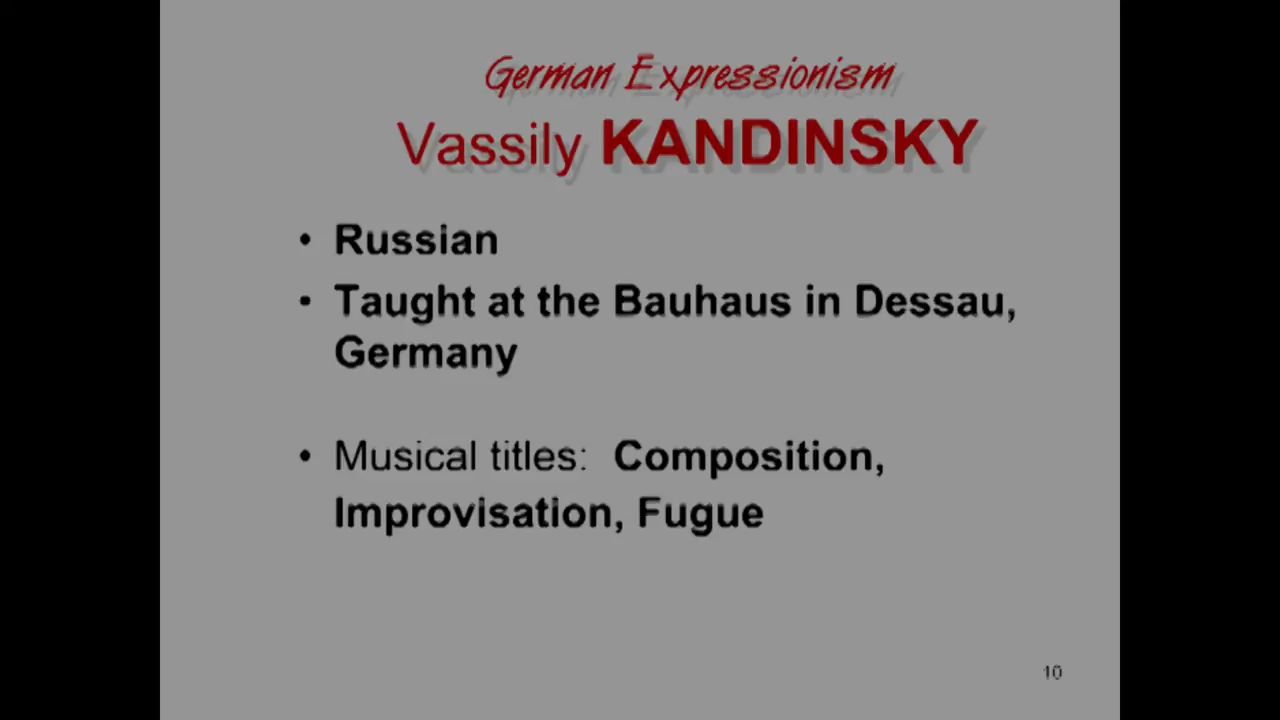 German Expressionism
Vassily KANDINSKY
• Russian
• Taught at the Bauhaus in Dessau,
Germany
• Musical titles: Composition,
Improvisation, Fugue
10